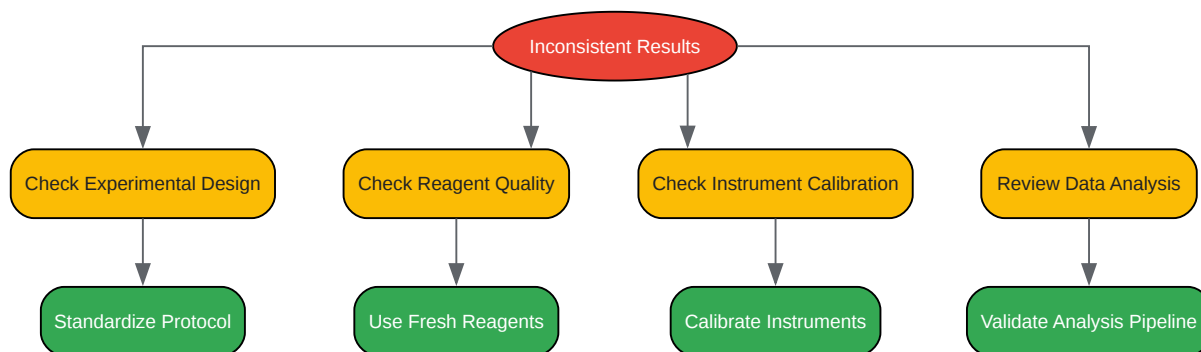 Inconsistent Results
Check Experimental Design
Check Reagent Quality
Check Instrument Calibration
Review Data Analysis
Standardize Protocol
Use Fresh Reagents
Calibrate Instruments
Validate Analysis Pipeline